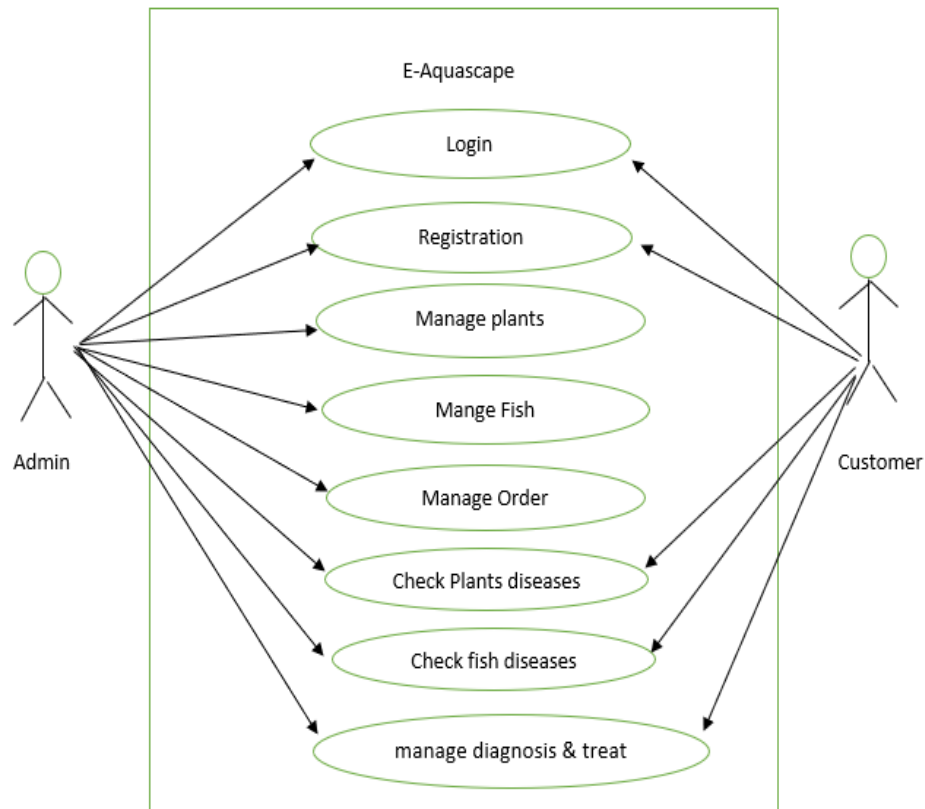 E-Aquascape
Login
Registration
Manage plants
Mange Fish
Manage Order
Check Plants diseases
Check fish diseases
manage diagnosis & treat
Admin
Customer